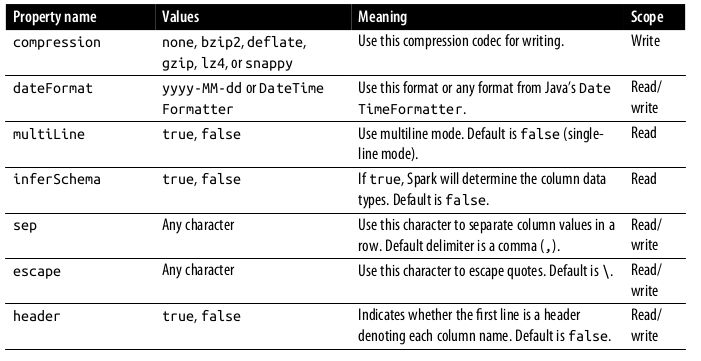 Property name Values Meaning Scope
compression none, bzip2, deflate, Use this compression codec for writing. Write
gzip, lz4, or snappy
dateFormat yyyy-MM-dd or DateTime Use this format or any format from Java's Date Read/
Formatter TimeFormatter. write
multiLine true, false Use multiline mode. Default is false (single- Read
line mode).
inferSchema true, false If true, Spark will determine the column data Read
types. Default is false.
sep Any character Use this character to separate column values in a Read/
row. Default delimiter is a comma (,). write
escape Any character Use this character to escape quotes. Default is \. Read/
write
header true, false Indicates whether the first line is a header Read/
denoting each column name. Default is false. write